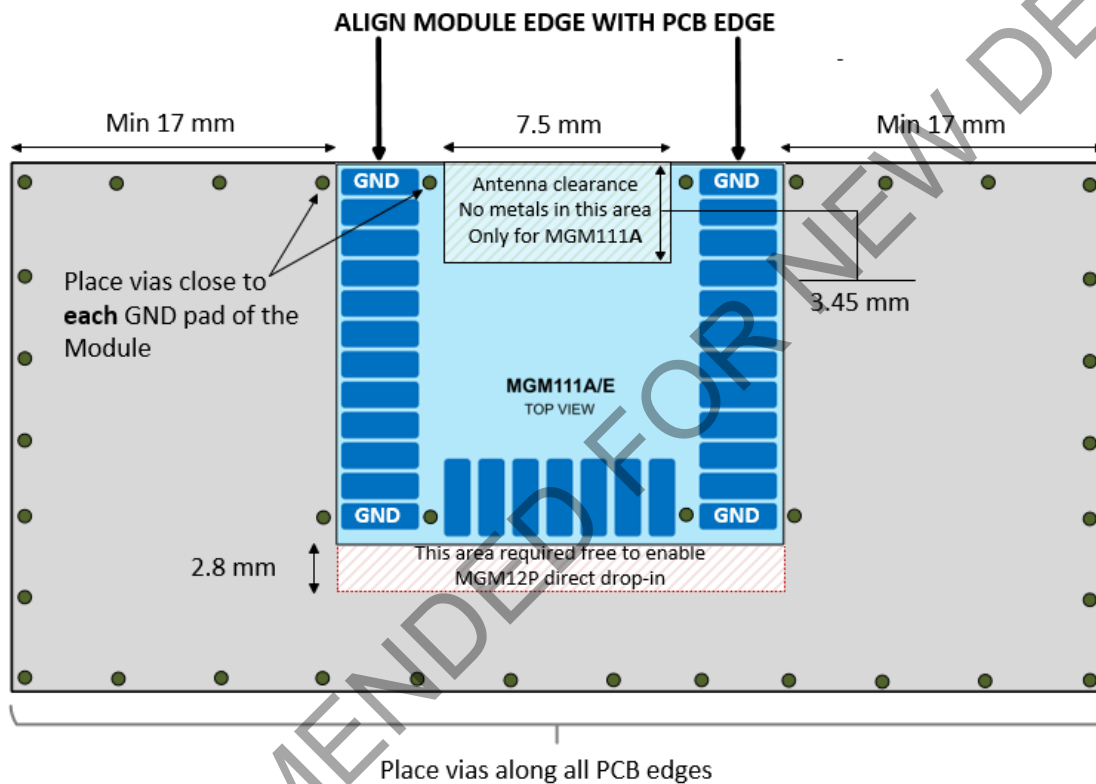 ALIGN MODULE EDGE WITH PCB EDGE
Min 17 mm
7.5 mm
Min 17 mm
GND
Antenna clearance
No metals in this area
Only for MGM111A
GND
3.45 mm
Place vias close to
each GND pad of the
Module
MGM111A/E
TOP VIEW
GND
GND
2.8 mm
This area required free to enable
MGM12P direct drop-in
Place vias along all PCB edges
MENDED FOR NEW DE